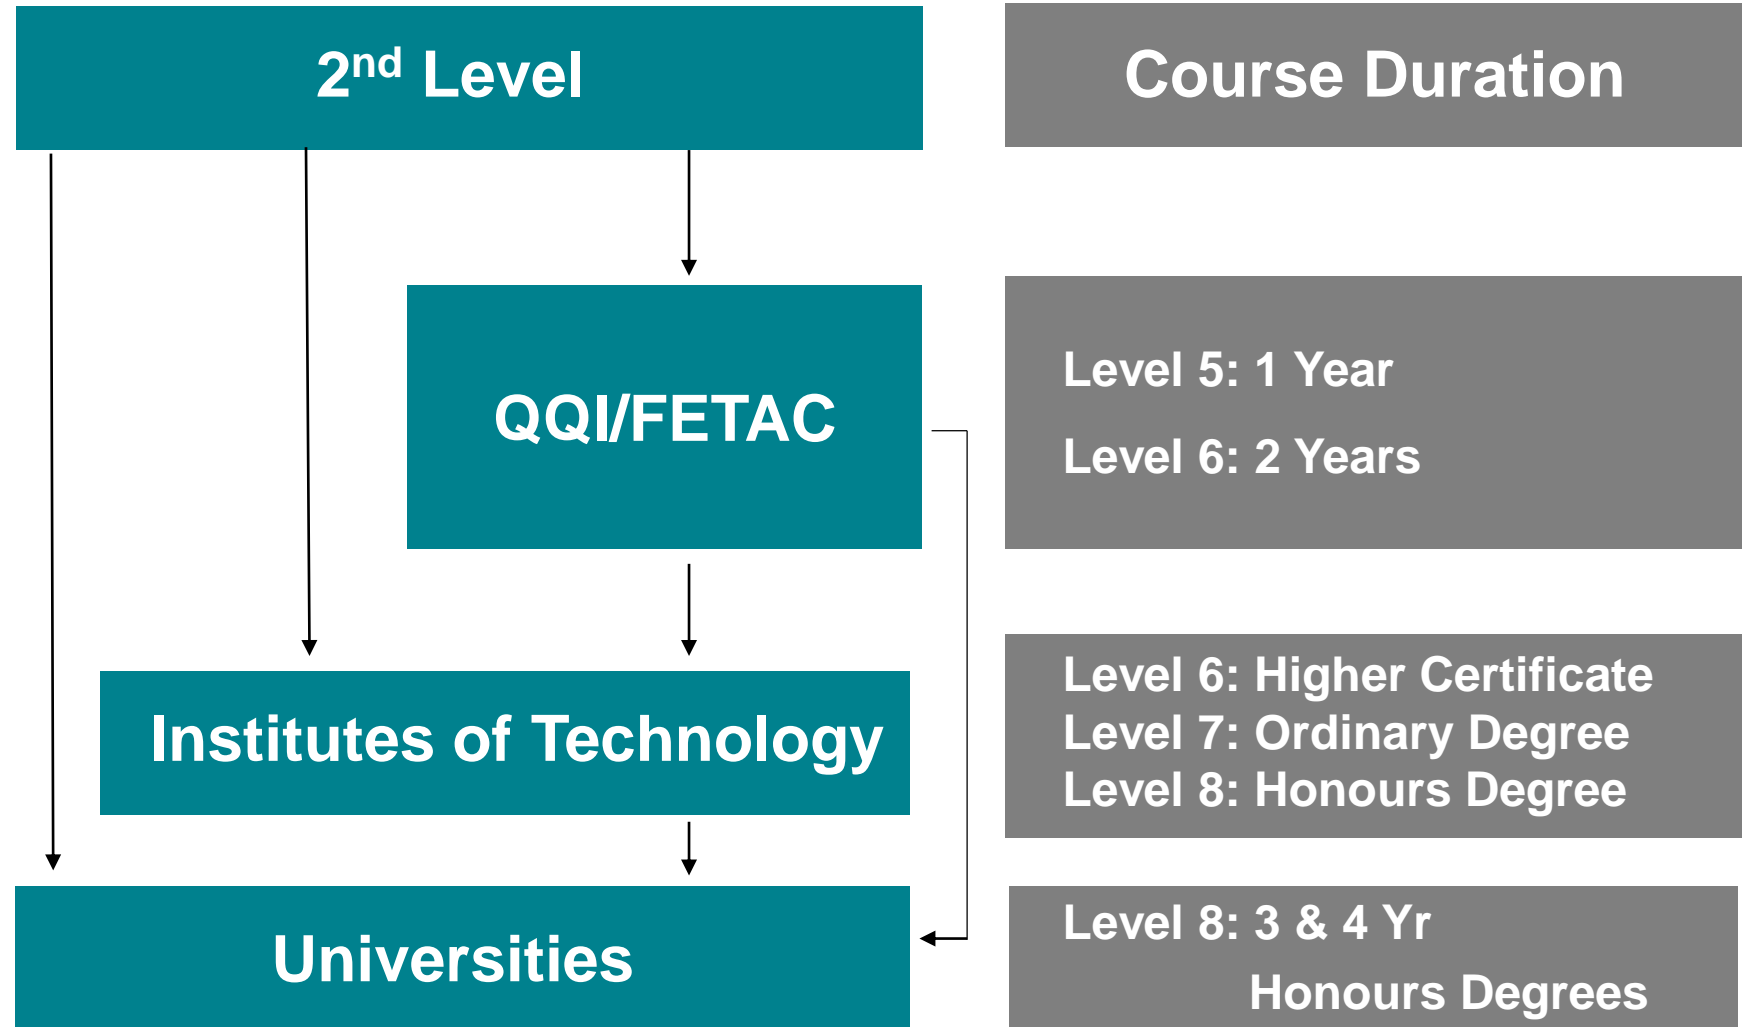 2nd Level
Course Duration
QQI/FETAC
Level 5: 1 Year
Level 6: 2 Years
Institutes of Technology
Level 6: Higher Certificate
Level 7: Ordinary Degree
Level 8: Honours Degree
Universities
Level 8: 3 & 4 Yr
Honours Degrees